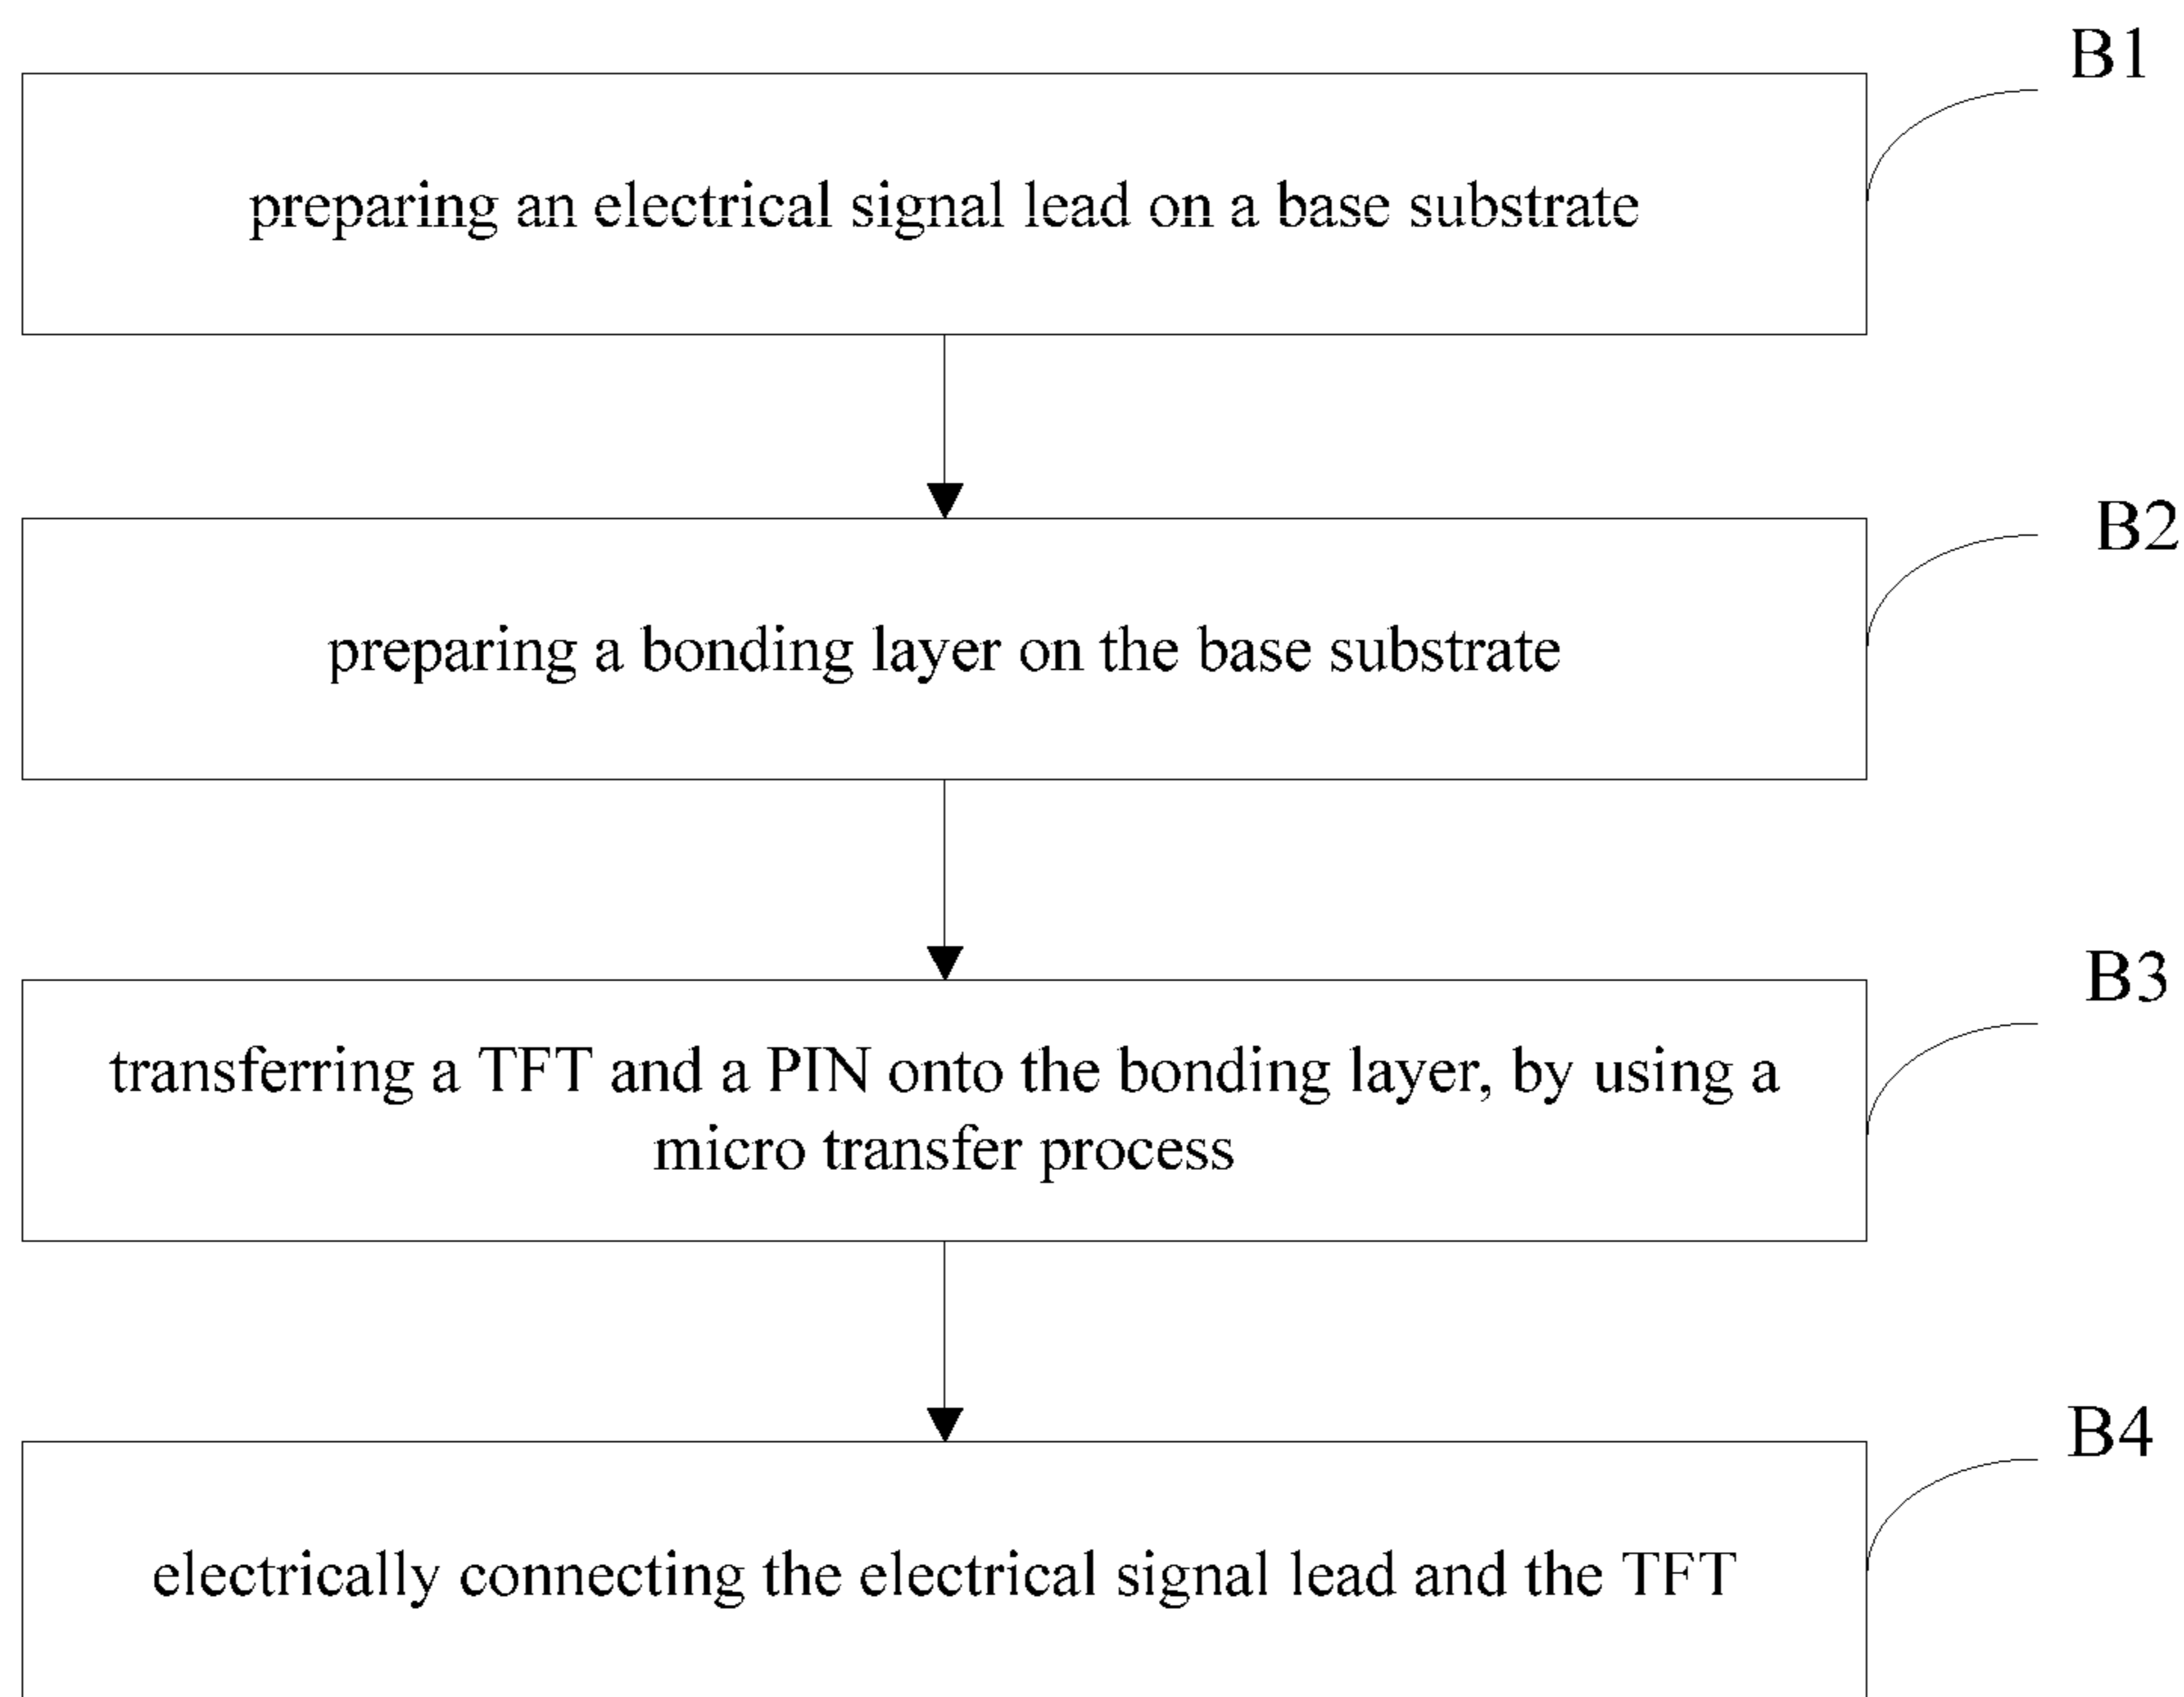 B1
preparing an electrical signal lead on a base substrate
B2
preparing a bonding layer on the base substrate
B3
transferring a TFT and a PIN onto the bonding layer, by using a
micro transfer process
B4
electrically connecting the electrical signal lead and the TFT